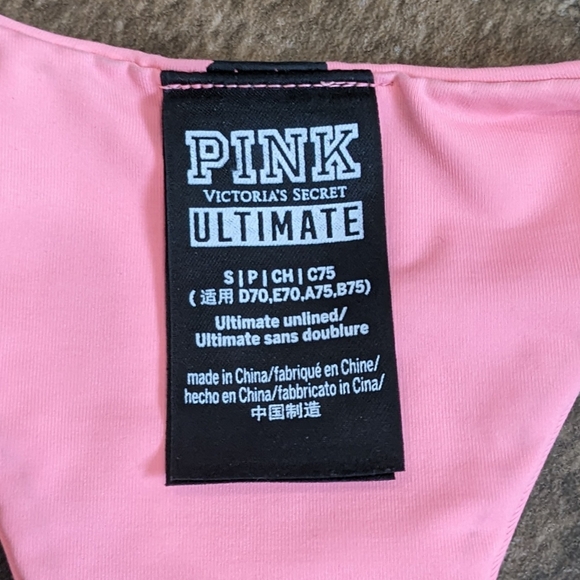 PINK
VICTORIA'S SECRET
ULTIMATE
S|P|CH|C75
(适用 D70,E70,A75,B75)
Ultimate unlined/
Ultimate sans doublure
made in China/fabriqué en Chine/
hecho en China/fabbricato in Cina/
中国制造